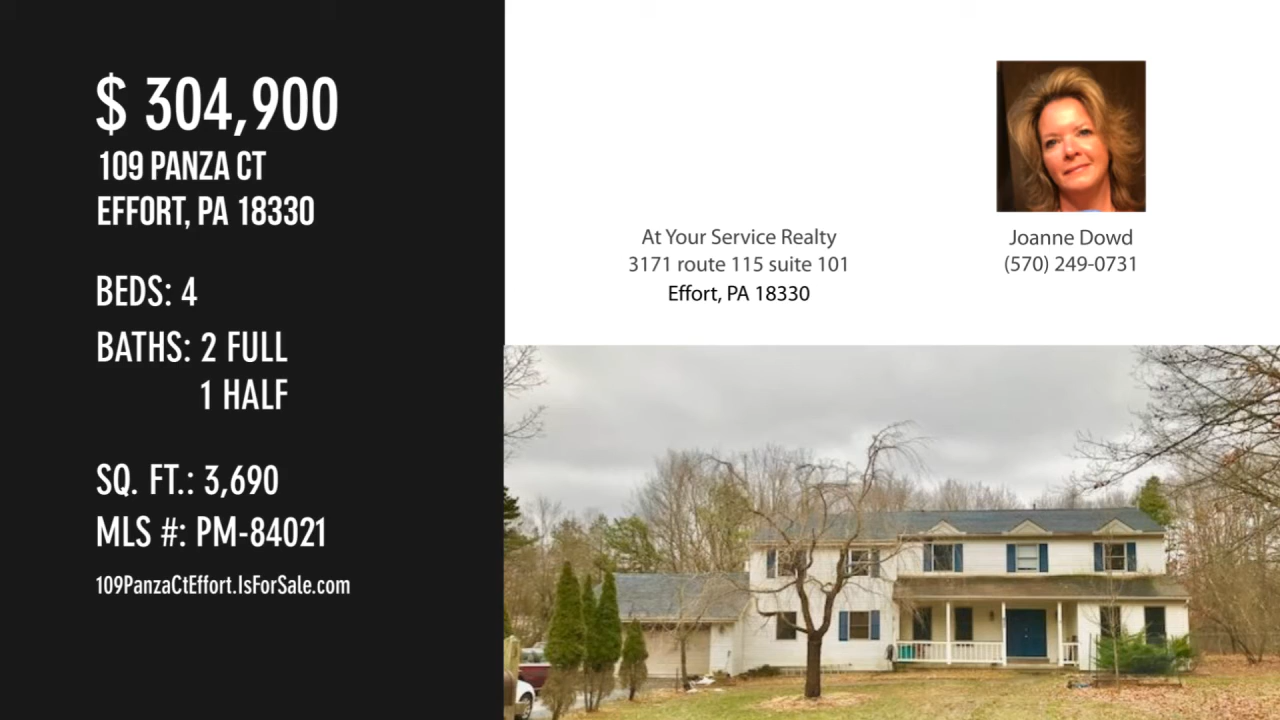 $ 304,900
109 PANZA CT
EFFORT, PA 18330
BEDS: 4
BATHS: 2 FULL
1 HALF
SQ. FT.: 3,690
MLS #: PM-84021
109PanzaCtEffort.IsForSale.com
At Your Service Realty
3171 route 115 suite 101
Effort, PA 18330
Joanne Dowd
(570) 249-0731